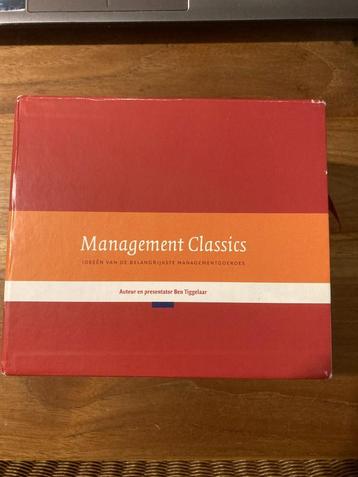 Management Classics
IDEEËN VAN DE BELANGRIJKSTE MANAGEMENTGOEROES
Auteur en presentator Ben Tiggelaar